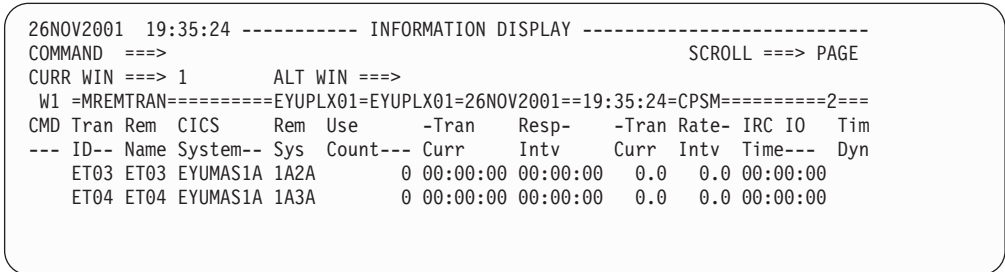 26NOV2001  19:35:24 ----------- INFORMATION DISPLAY ---------------------------
COMMAND  ===>                                                  SCROLL ===> PAGE
CURR WIN ===> 1        ALT WIN ===>
 W1 =MREMTRAN==========EYUPLX01=EYUPLX01=26NOV2001==19:35:24=CPSM==========2===
CMD Tran Rem  CICS     Rem  Use      -Tran    Resp-    -Tran Rate- IRC IO   Tim
--- ID-- Name System-- Sys  Count--- Curr     Intv      Curr  Intv  Time---  Dyn
    ET03 ET03 EYUMAS1A 1A2A        0 00:00:00 00:00:00   0.0   0.0 00:00:00
    ET04 ET04 EYUMAS1A 1A3A        0 00:00:00 00:00:00   0.0   0.0 00:00:00